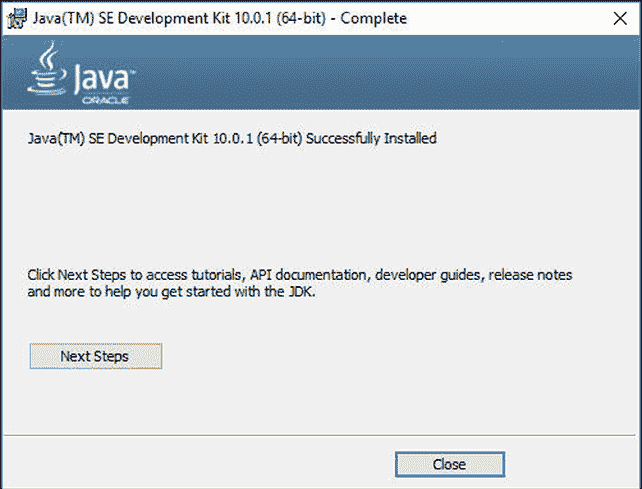 Java(TM) SE Development Kit 10.0.1 (64-bit) - Complete
Java™
ORACLE
Java(TM) SE Development Kit 10.0.1 (64-bit) Successfully Installed
Click Next Steps to access tutorials, API documentation, developer guides, release notes
and more to help you get started with the JDK.
Next Steps
Close